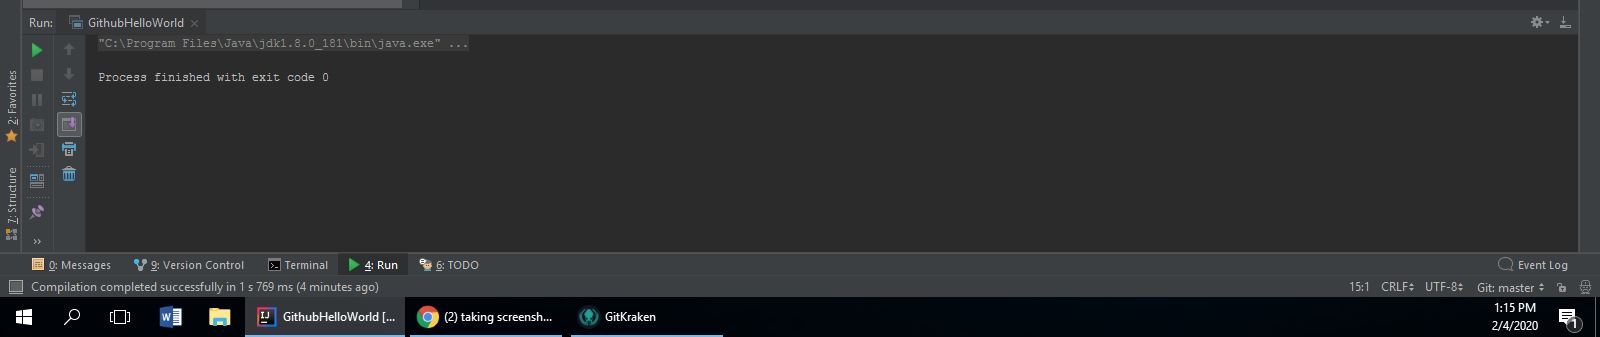 Run: GithubHelloWorld
"C:\Program Files\Java\jdk1.8.0_181\bin\java.exe" ...
Process finished with exit code 0
2: Favorites
7: Structure
0: Messages 9: Version Control Terminal 4: Run 6: TODO Event Log
Compilation completed successfully in 1 s 769 ms (4 minutes ago) 15:1 CRLF UTF-8 Git: master
GithubHelloWorld [... (2) taking screensh... GitKraken 1:15 PM
2/4/2020 1